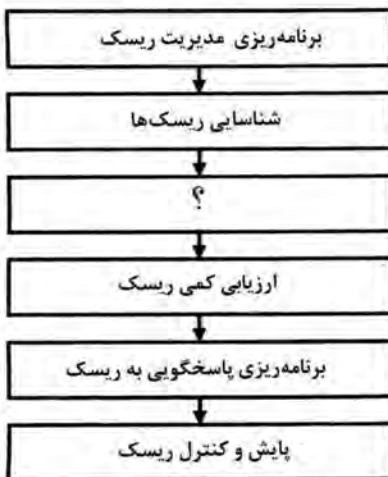 برنامه‌ریزی مدیریت ریسک
شناسایی ریسک‌ها
؟
ارزیابی کمی ریسک
برنامه‌ریزی پاسخگویی به ریسک
پایش و کنترل ریسک